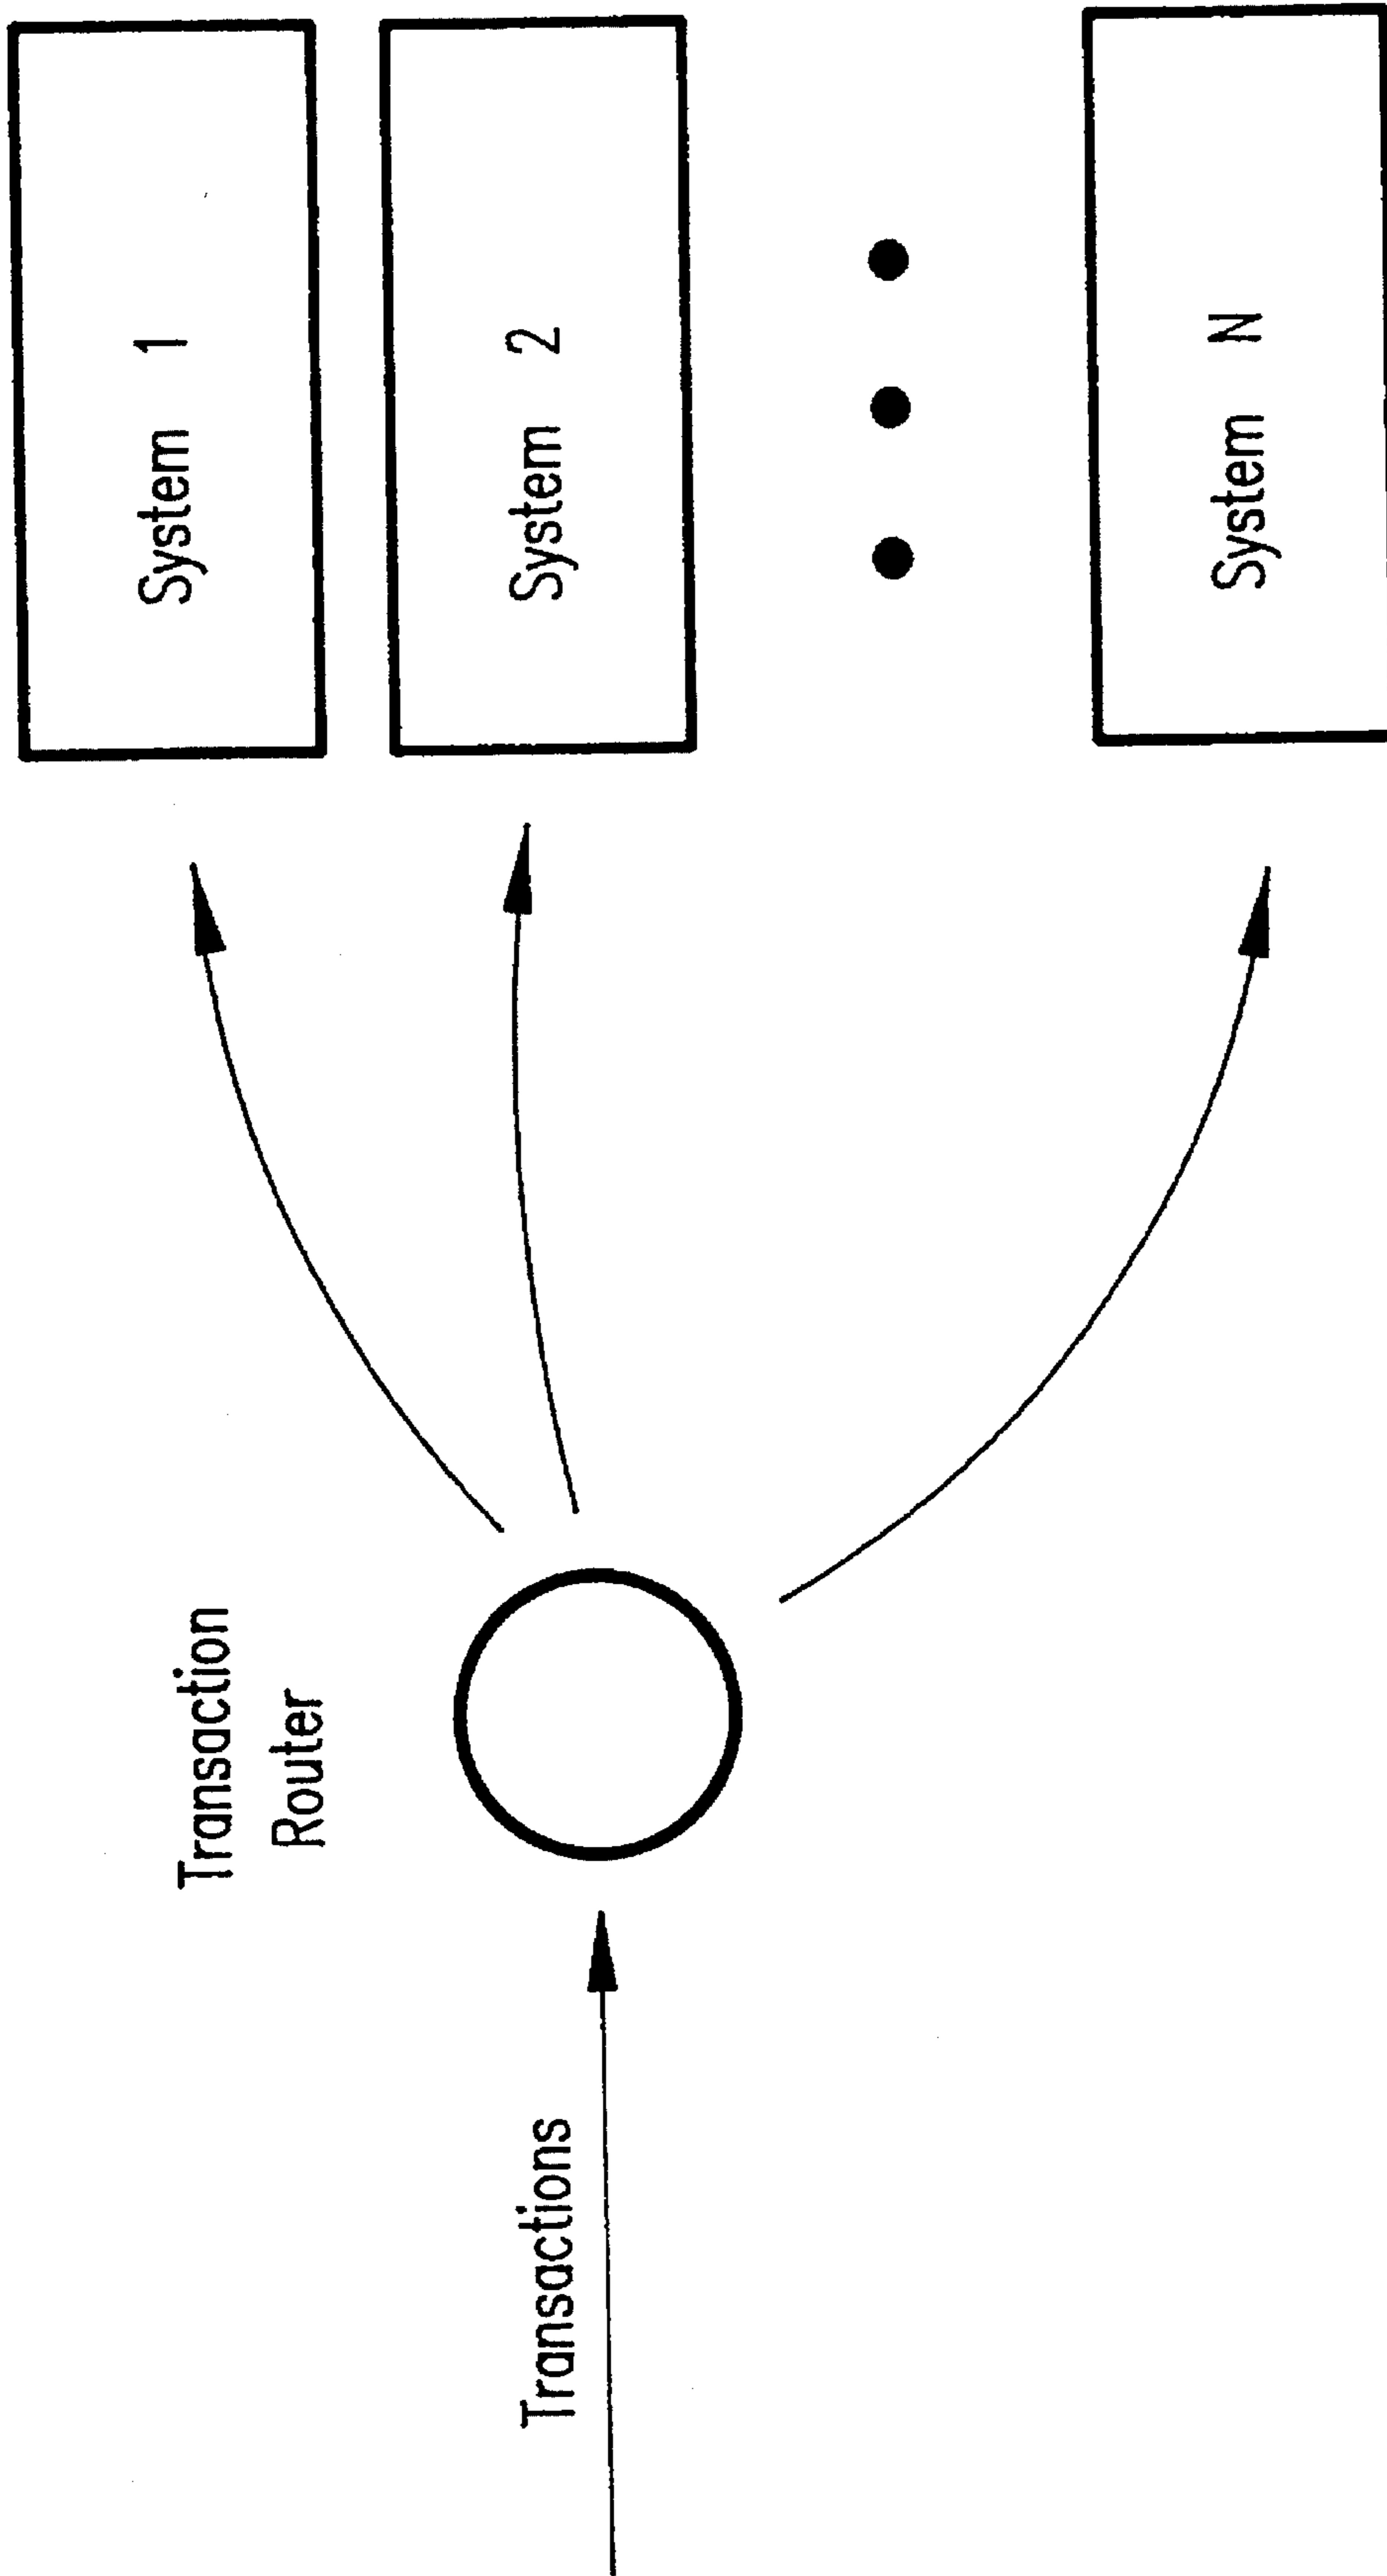 Transactions
Transaction
Router
System 1
System 2
System N